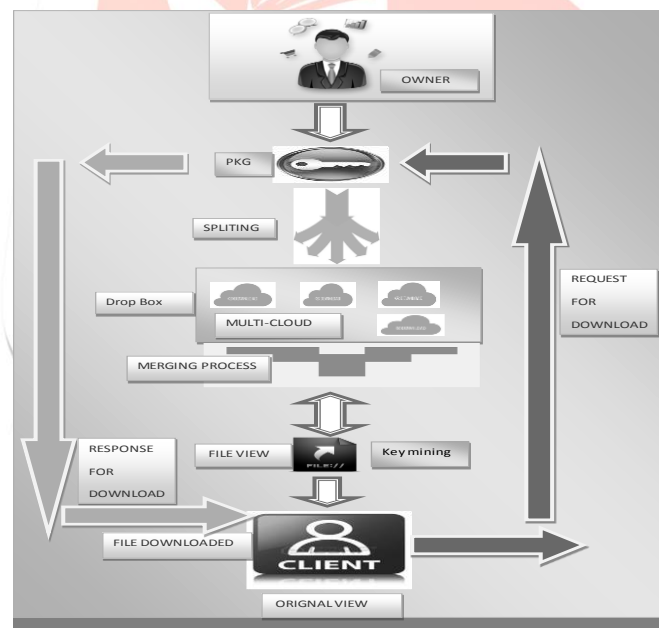 OWNER
PKG
SPLITING
Drop Box
MULTI-CLOUD
MERGING PROCESS
REQUEST
FOR
DOWNLOAD
RESPONSE
FOR
DOWNLOAD
FILE VIEW
FILE://
Key mining
FILE DOWNLOADED
CLIENT
ORIGNAL VIEW